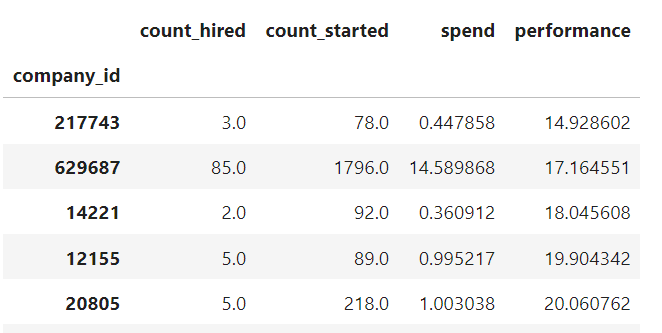 count_hired count_started spend performance
company_id
217743 3.0 78.0 0.447858 14.928602
629687 85.0 1796.0 14.589868 17.164551
14221 2.0 92.0 0.360912 18.045608
12155 5.0 89.0 0.995217 19.904342
20805 5.0 218.0 1.003038 20.060762